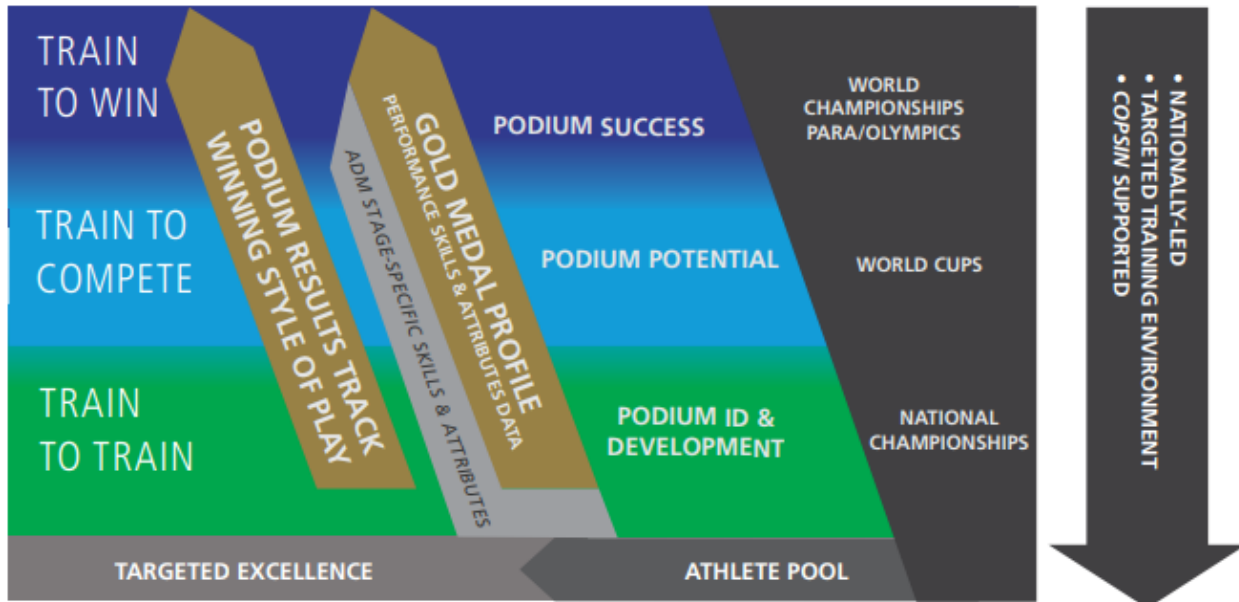 TRAIN
TO WIN
TRAIN TO
COMPETE
TRAIN
TO TRAIN
PODIUM RESULTS TRACK
WINNING STYLE OF PLAY
ADM STAGE-SPECIFIC SKILLS & ATTRIBUTES
GOLD MEDAL PROFILE
PERFORMANCE SKILLS & ATTRIBUTES DATA
PODIUM SUCCESS
PODIUM POTENTIAL
PODIUM ID &
DEVELOPMENT
WORLD
CHAMPIONSHIPS
PARA/OLYMPICS
WORLD CUPS
NATIONAL
CHAMPIONSHIPS
• NATIONALLY-LED
• TARGETED TRAINING ENVIRONMENT
• COPSIN SUPPORTED
TARGETED EXCELLENCE
ATHLETE POOL